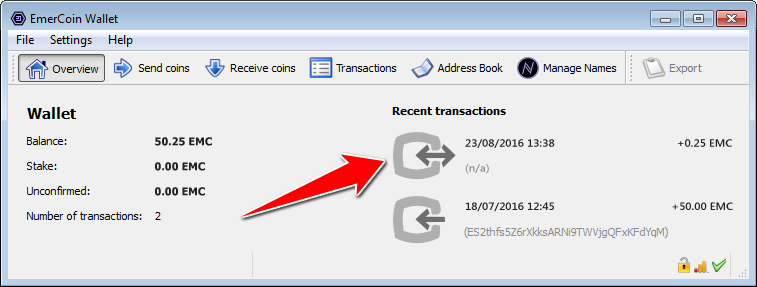 EmerCoin Wallet
File Settings Help
Overview Send coins Receive coins Transactions Address Book Manage Names Export
Wallet
Balance: 50.25 EMC
Stake: 0.00 EMC
Unconfirmed: 0.00 EMC
Number of transactions: 2
Recent transactions
23/08/2016 13:38 +0.25 EMC
(n/a)
18/07/2016 12:45 +50.00 EMC
(ES2thfs5Z6rXkksARNi9TWVjgQFxKFdYqM)